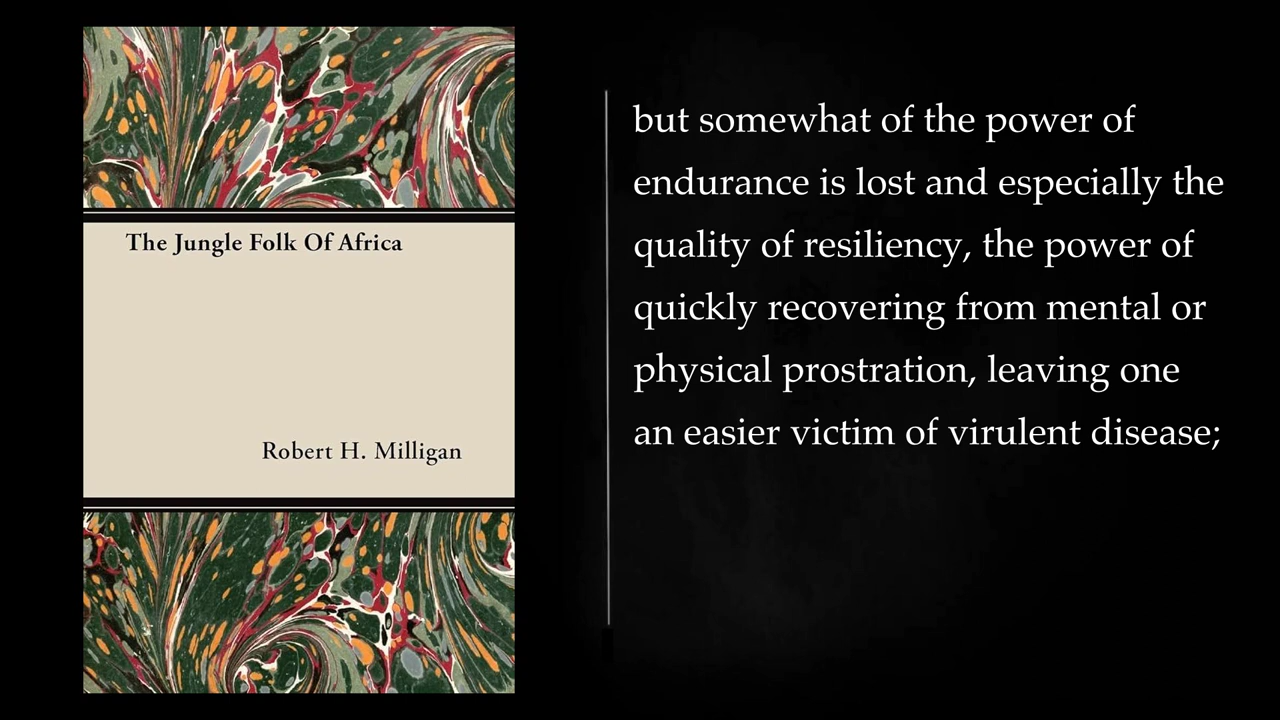 The Jungle Folk Of Africa
Robert H. Milligan
but somewhat of the power of
endurance is lost and especially the
quality of resiliency, the power of
quickly recovering from mental or
physical prostration, leaving one
an easier victim of virulent disease;